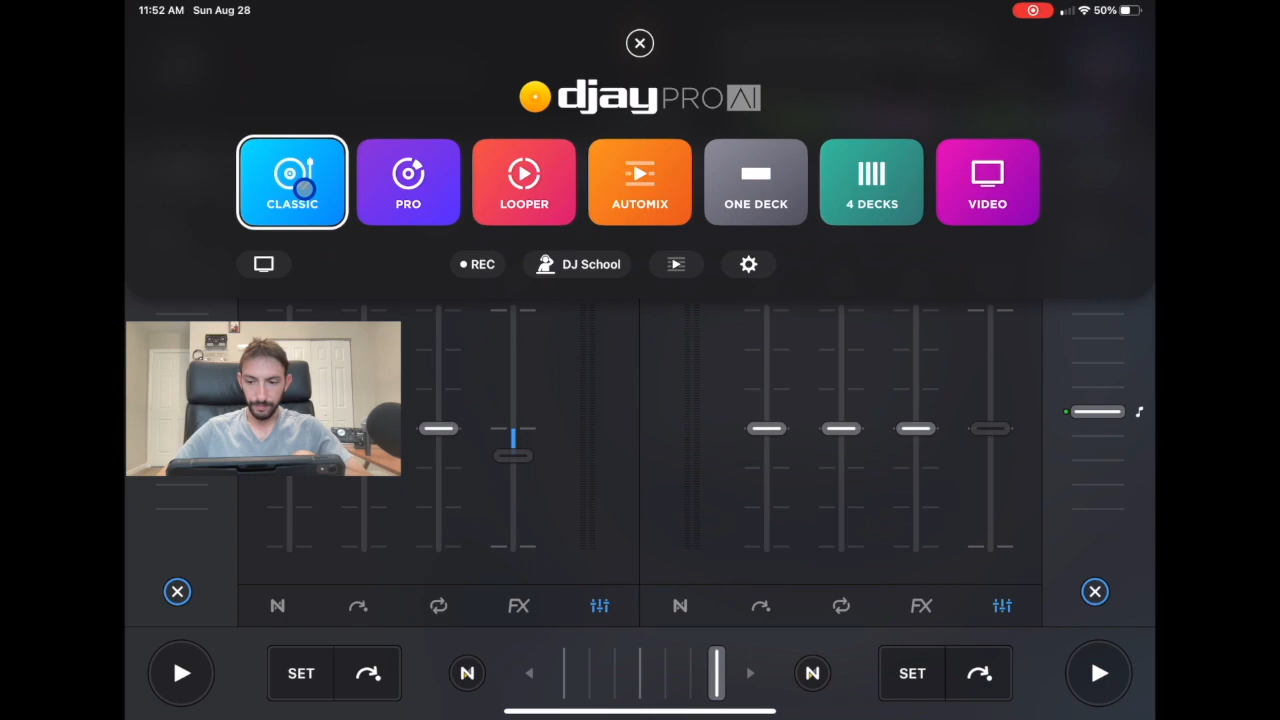 11:52 AM Sun Aug 28
50%
djay PRO AI
CLASSIC
PRO
LOOPER
AUTOMIX
ONE DECK
4 DECKS
VIDEO
REC
DJ School
FX
FX
SET
N
N
SET